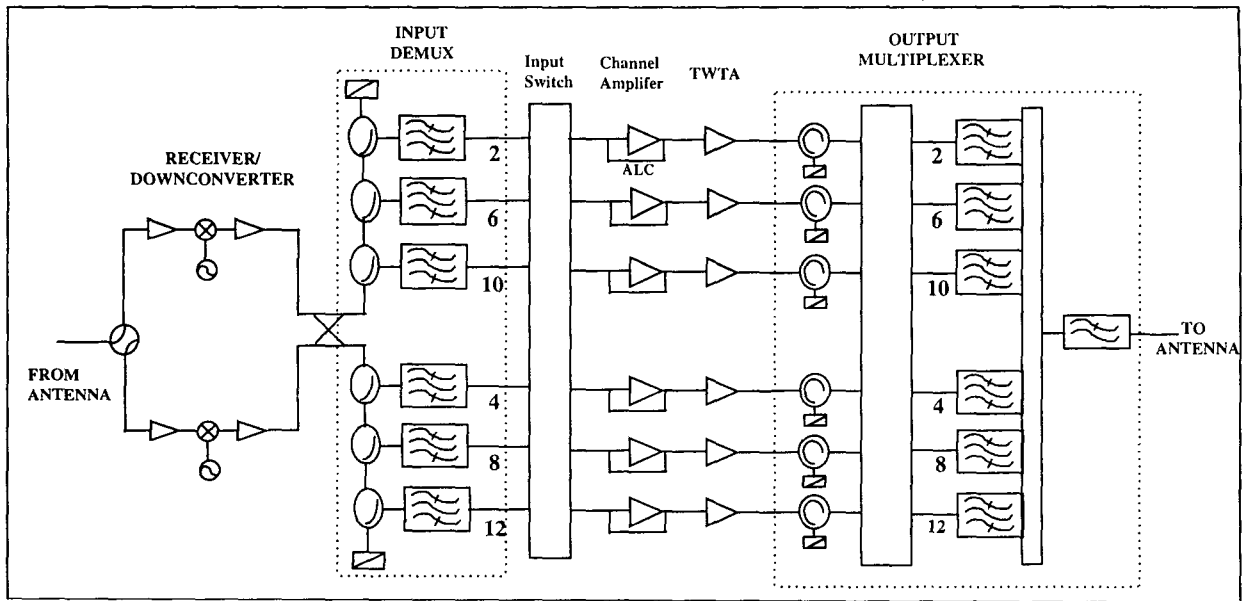 INPUT
DEMUX
Input
Switch
Channel
Amplifer
TWTA
OUTPUT
MULTIPLEXER
RECEIVER/
DOWNCONVERTER
2
ALC
2
6
6
10
10
FROM
ANTENNA
TO
ANTENNA
4
4
8
8
12
12